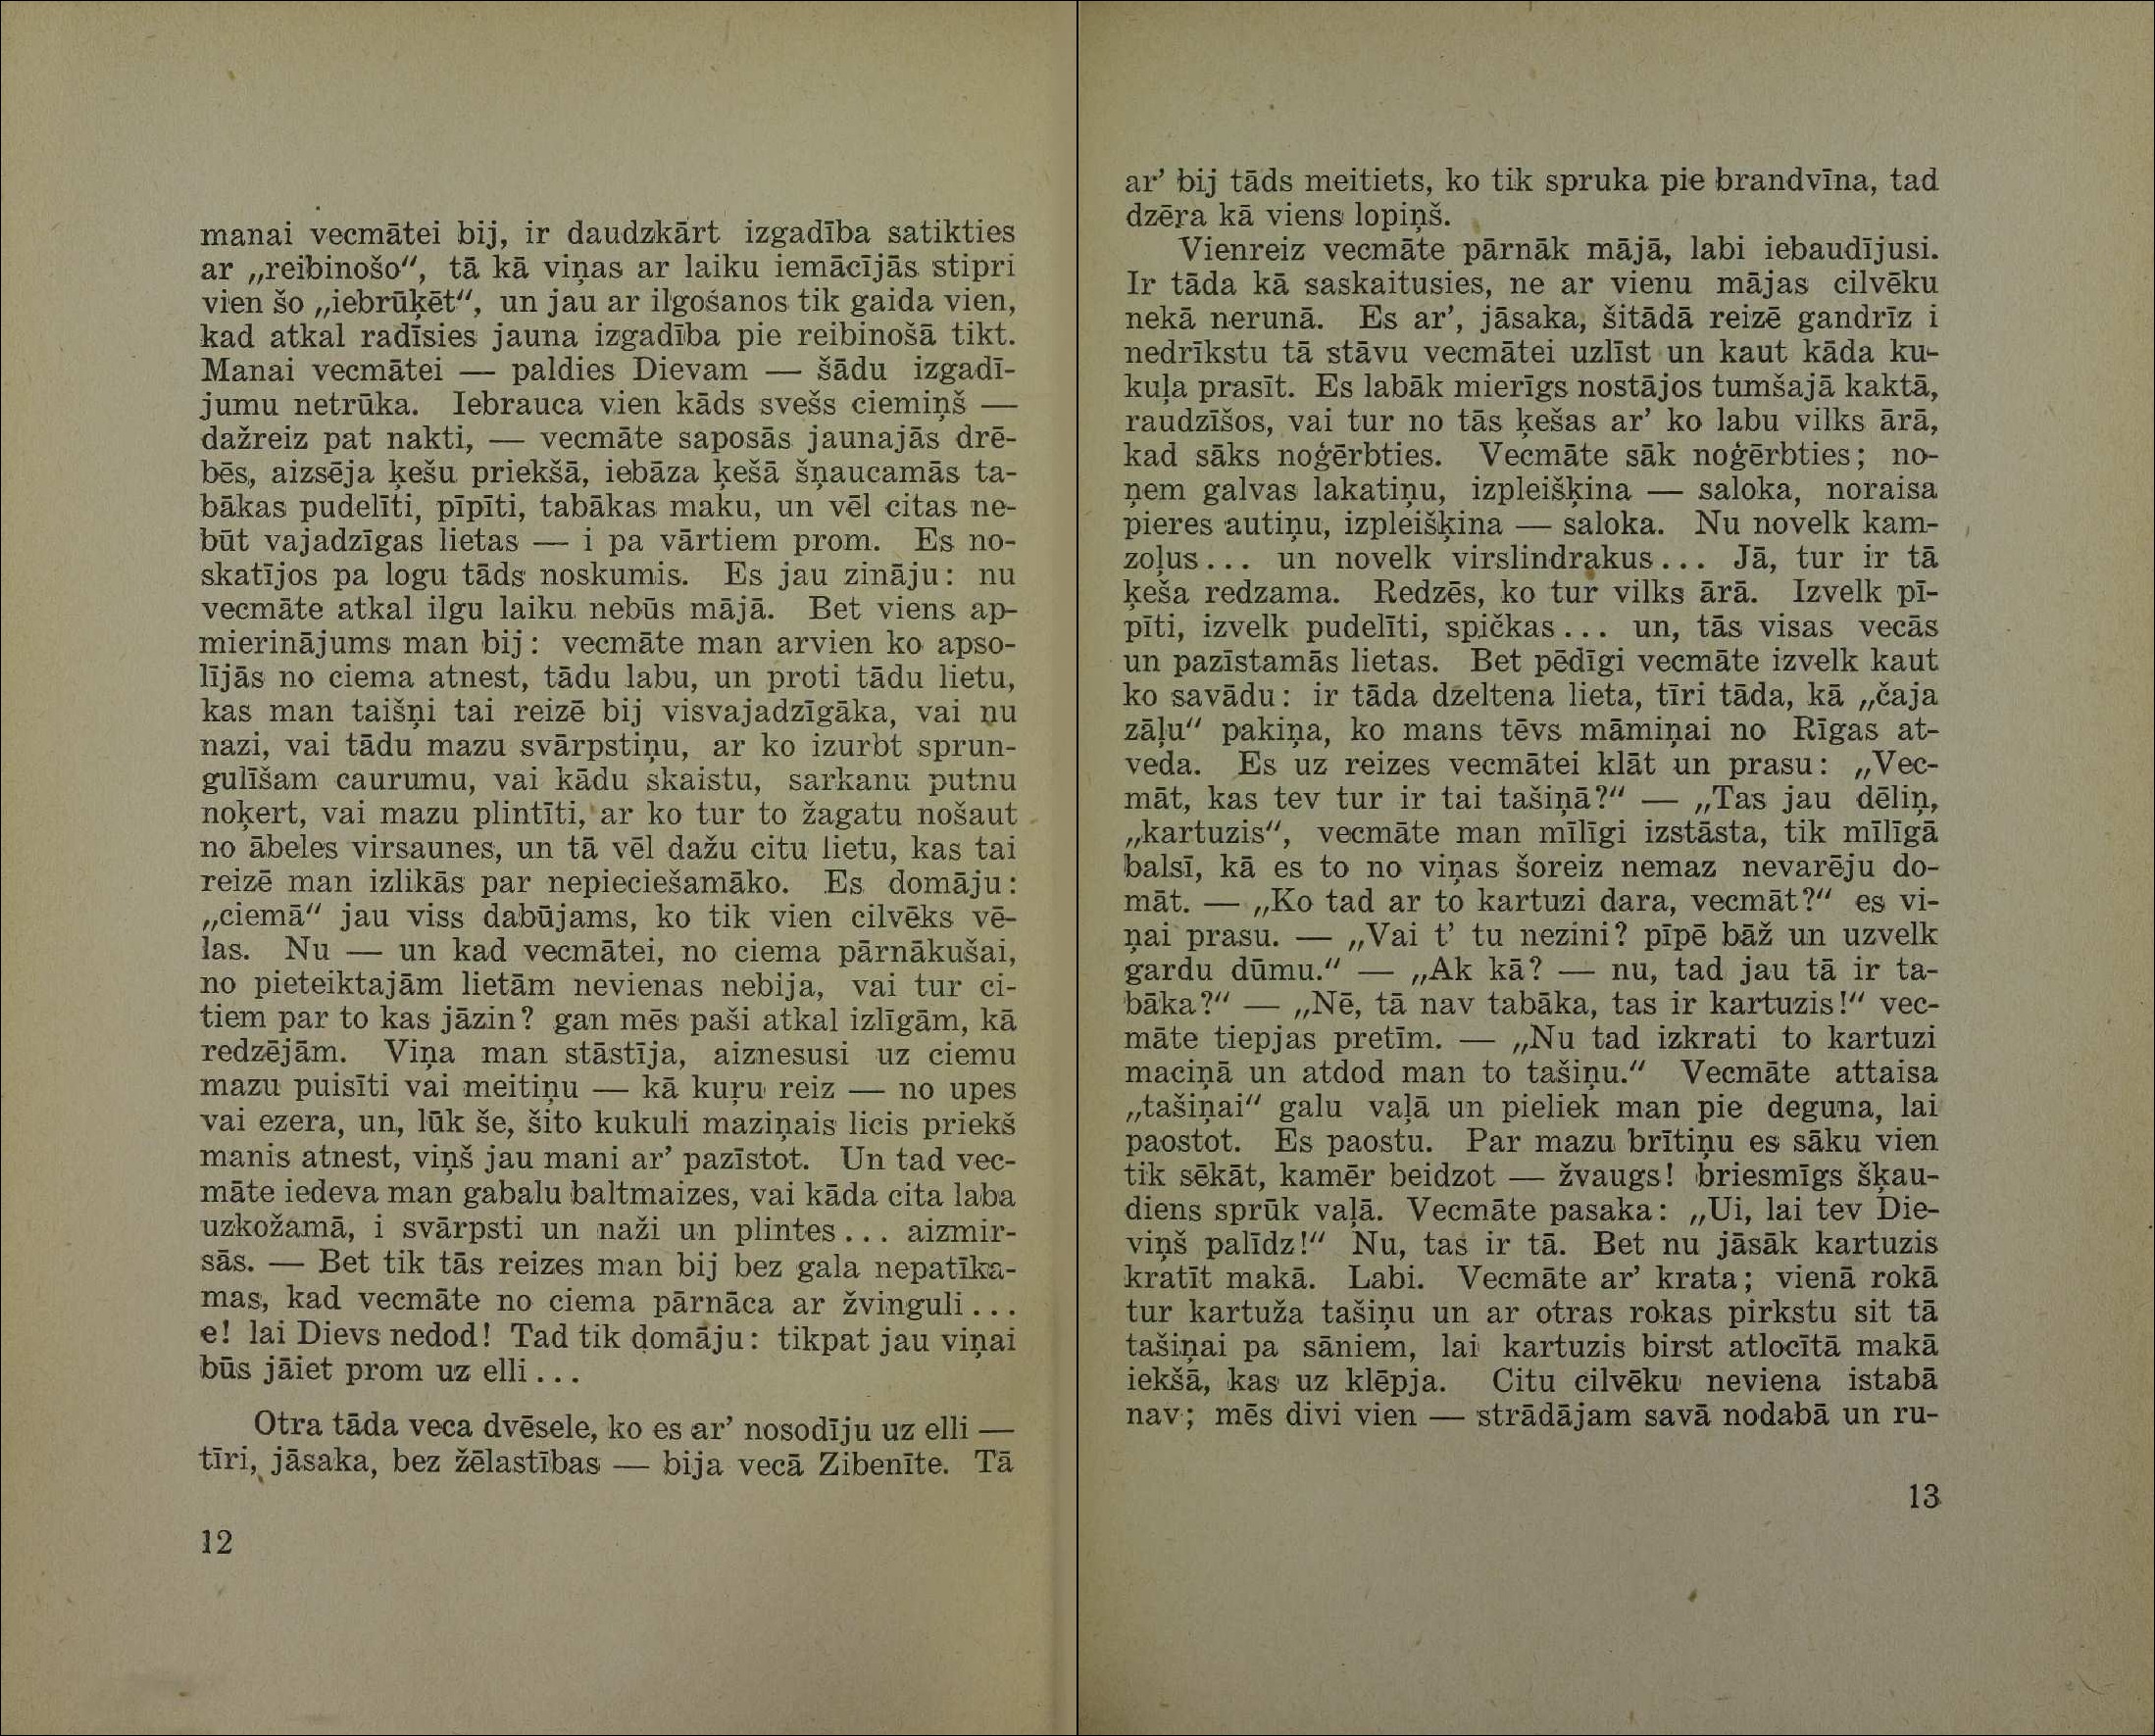 manai vecmātei bij, ir daudzkārt izgadība satikties
ar „reibinošo“, tā kā viņas ar laiku iemācījās stipri
vien šo „iebrūķēt“, un jau ar ilgošanos tik gaida vien,
kad atkal radīsies jauna izgadība pie reibinošā tikt.
Manai vecmātei — paldies Dievam — šādu izgadī-
jumu netrūka. Iebrauca vien kāds svešs ciemiņš —
dažreiz pat nakti, — vecmāte saposās jaunajās drē-
bēs, aizsēja ķešu priekšā, iebāza ķešā šņaucamās ta-
bākas pudelīti, pīpīti, tabākas maku, un vēl citas ne-
būt vajadzīgas lietas — i pa vārtiem prom. Es no-
skatījos pa logu tāds noskumis. Es jau zināju: nu
vecmāte atkal ilgu laiku nebūs mājā. Bet viens ap-
mierinājums man bij: vecmāte man arvien ko apso-
lījās no ciema atnest, tādu labu, un proti tādu lietu,
kas man taišņi tai reizē bij visvajadzīgāka, vai nu
nazi, vai tādu mazu svārpstiņu, ar ko izurbt sprun-
gulīšam caurumu, vai kādu skaistu, sarkanu putnu
noķert, vai mazu plintīti, ar ko tur to žagatu nošaut
no ābeles virsaunes, un tā vēl dažu citu lietu, kas tai
reizē man izlikās par nepieciešamāko. Es domāju:
„ciemā“ jau viss dabūjams, ko tik vien cilvēks vē-
las. Nu — un kad vecmātei, no ciema pārnākušai,
no pieteiktajām lietām nevienas nebija, vai tur ci-
tiem par to kas jāzin? gan mēs paši atkal izlīgām, kā
redzējām. Viņa man stāstīja, aiznesusi uz ciemu
mazu puisīti vai meitiņu — kā kuŗu reiz — no upes
vai ezera, un, lūk še, šito kukuli maziņais licis priekš
manis atnest, viņš jau mani ar’ pazīstot. Un tad vec-
māte iedeva man gabalu baltmaizes, vai kāda cita laba
uzkožamā, i svārpsti un naži un plintes... aizmir-
sās. — Bet tik tās reizes man bij bez gala nepatīka-
mas, kad vecmāte no ciema pārnāca ar žvinguli...
e! lai Dievs nedod! Tad tik domāju: tikpat jau viņai
būs jāiet prom uz elli...
Otra tāda veca dvēsele, ko es ar’ nosodīju uz elli —
tīri, jāsaka, bez žēlastības — bija vecā Zibenīte. Tā
12
ar’ bij tāds meitiets, ko tik spruka pie brandvīna, tad
dzēra kā viens lopiņš.
Vienreiz vecmāte pārnāk mājā, labi iebaudījusi.
Ir tāda kā saskaitusies, ne ar vienu mājas cilvēku
nekā nerunā. Es ar’, jāsaka, šitādā reizē gandrīz i
nedrīkstu tā stāvu vecmātei uzlīst un kaut kāda ku-
kuļa prasīt. Es labāk mierīgs nostājos tumšajā kaktā,
raudzīšos, vai tur no tās ķešas ar’ ko labu vilks ārā,
kad sāks noģērbties. Vecmāte sāk noģērbties; no-
ņem galvas lakatiņu, izpleišķina — saloka, noraisa
pieres autiņu, izpleišķina — saloka. Nu novelk kam-
zoļus... un novelk virslindrakus... Jā, tur ir tā
ķeša redzama. Redzēs, ko tur vilks ārā. Izvelk pī-
pīti, izvelk pudelīti, spičkas... un, tās visas vecās
un pazīstamās lietas. Bet pēdīgi vecmāte izvelk kaut
ko savādu: ir tāda dzeltena lieta, tīri tāda, kā „čaja
zāļu“ pakiņa, ko mans tēvs māmiņai no Rīgas at-
veda. Es uz reizes vecmātei klāt un prasu: „Vec-
māt, kas tev tur ir tai tašiņā?“ — „Tas jau dēliņ,
„kartuzis“, vecmāte man mīlīgi izstāsta, tik mīlīgā
balsī, kā es to no viņas šoreiz nemaz nevarēju do-
māt. — „Ko tad ar to kartuzi dara, vecmāt?“ es vi-
ņai prasu. — „Vai t’ tu nezini? pīpē bāž un uzvelk
gardu dūmu.“ — „Ak kā? — nu, tad jau tā ir ta-
bāka?“ — „Nē, tā nav tabāka, tas ir kartuzis!“ vec-
māte tiepjas pretīm. — „Nu tad izkrati to kartuzi
maciņā un atdod man to tašiņu.“ Vecmāte attaisa
„tašiņai“ galu vaļā un pieliek man pie deguna, lai
paostot. Es paostu. Par mazu brītiņu es sāku vien
tik sēkāt, kamēr beidzot — žvaugs! briesmīgs šķau-
diens sprūk vaļā. Vecmāte pasaka: „Ui, lai tev Die-
viņš palīdz!“ Nu, tas ir tā. Bet nu jāsāk kartuzis
kratīt makā. Labi. Vecmāte ar’ krata; vienā rokā
tur kartuža tašiņu un ar otras rokas pirkstu sit tā
tašiņai pa sāniem, lai kartuzis birst atlocītā makā
iekšā, kas uz klēpja. Citu cilvēku neviena istabā
nav; mēs divi vien — strādājam savā nodabā un ru-
13